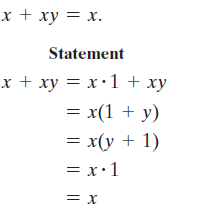 x + xy = x.
Statement
x + xy = x·1 + xy
= x(1 + y)
= x(y + 1)
= x·1
= x